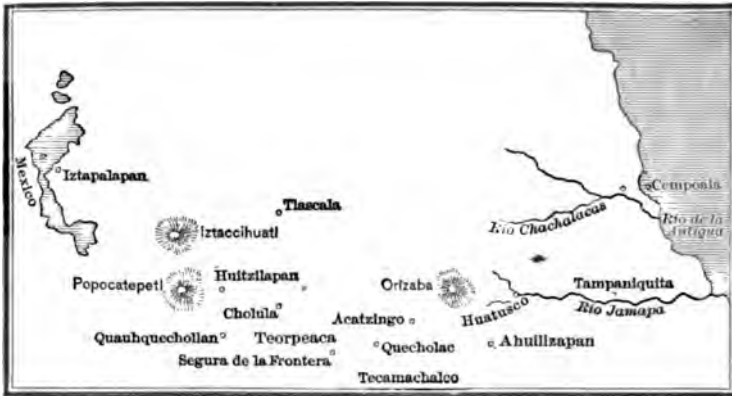 Mexico
Iztapalapan
Tlascala
Cempoala
Rio Chachalacas
Rio de la
Antigua
Iztaccihuatl
Popocatepetl
Huitzilapan
Orizaba
Tampaniquita
Huatusco
Rio Jamapa
Cholula
Acatzingo
Quauhquechollan
Teorpeaca
Quecholac
Ahuilizapan
Segura de la Frontera
Tecamachalco